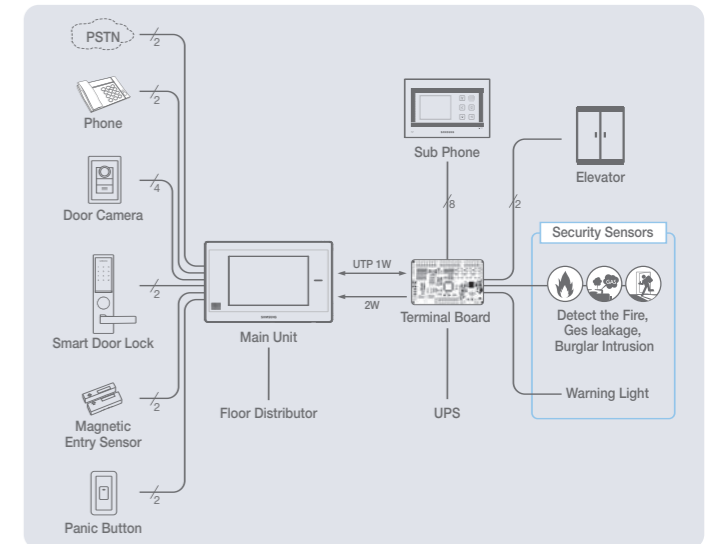 PSTN
2
Phone
2
Door Camera
4
Smart Door Lock
2
Magnetic
Entry Sensor
2
Panic Button
2
Main Unit
Floor Distributor
UTP 1W
2W
Sub Phone
8
Terminal Board
UPS
Elevator
2
Security Sensors
GAS
Detect the Fire,
Ges leakage,
Burglar Intrusion
Warning Light